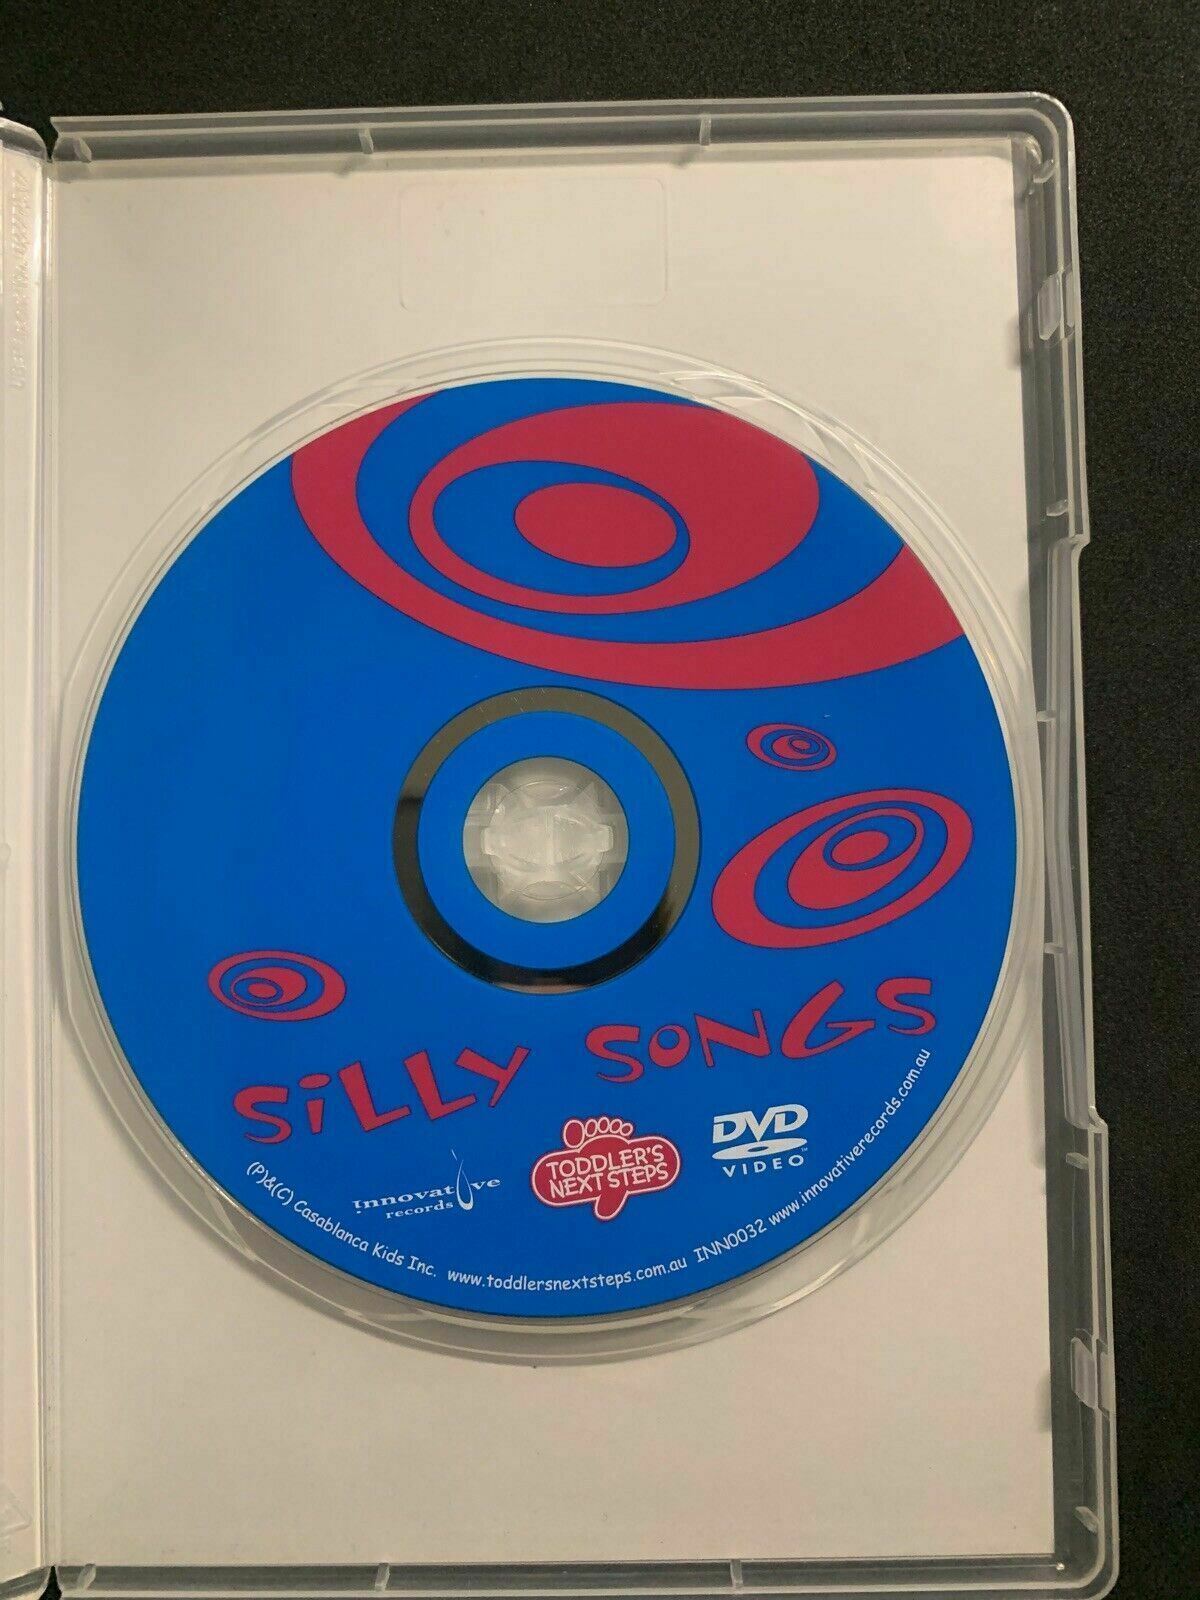 SiLLY SONGS
innovative
records
TODDLER'S
NEXT STEPS
DVD
VIDEO
(P)&(C) Casablanca Kids Inc. www.toddlersnextsteps.com.au INN0032 www.innovativerecords.com.au